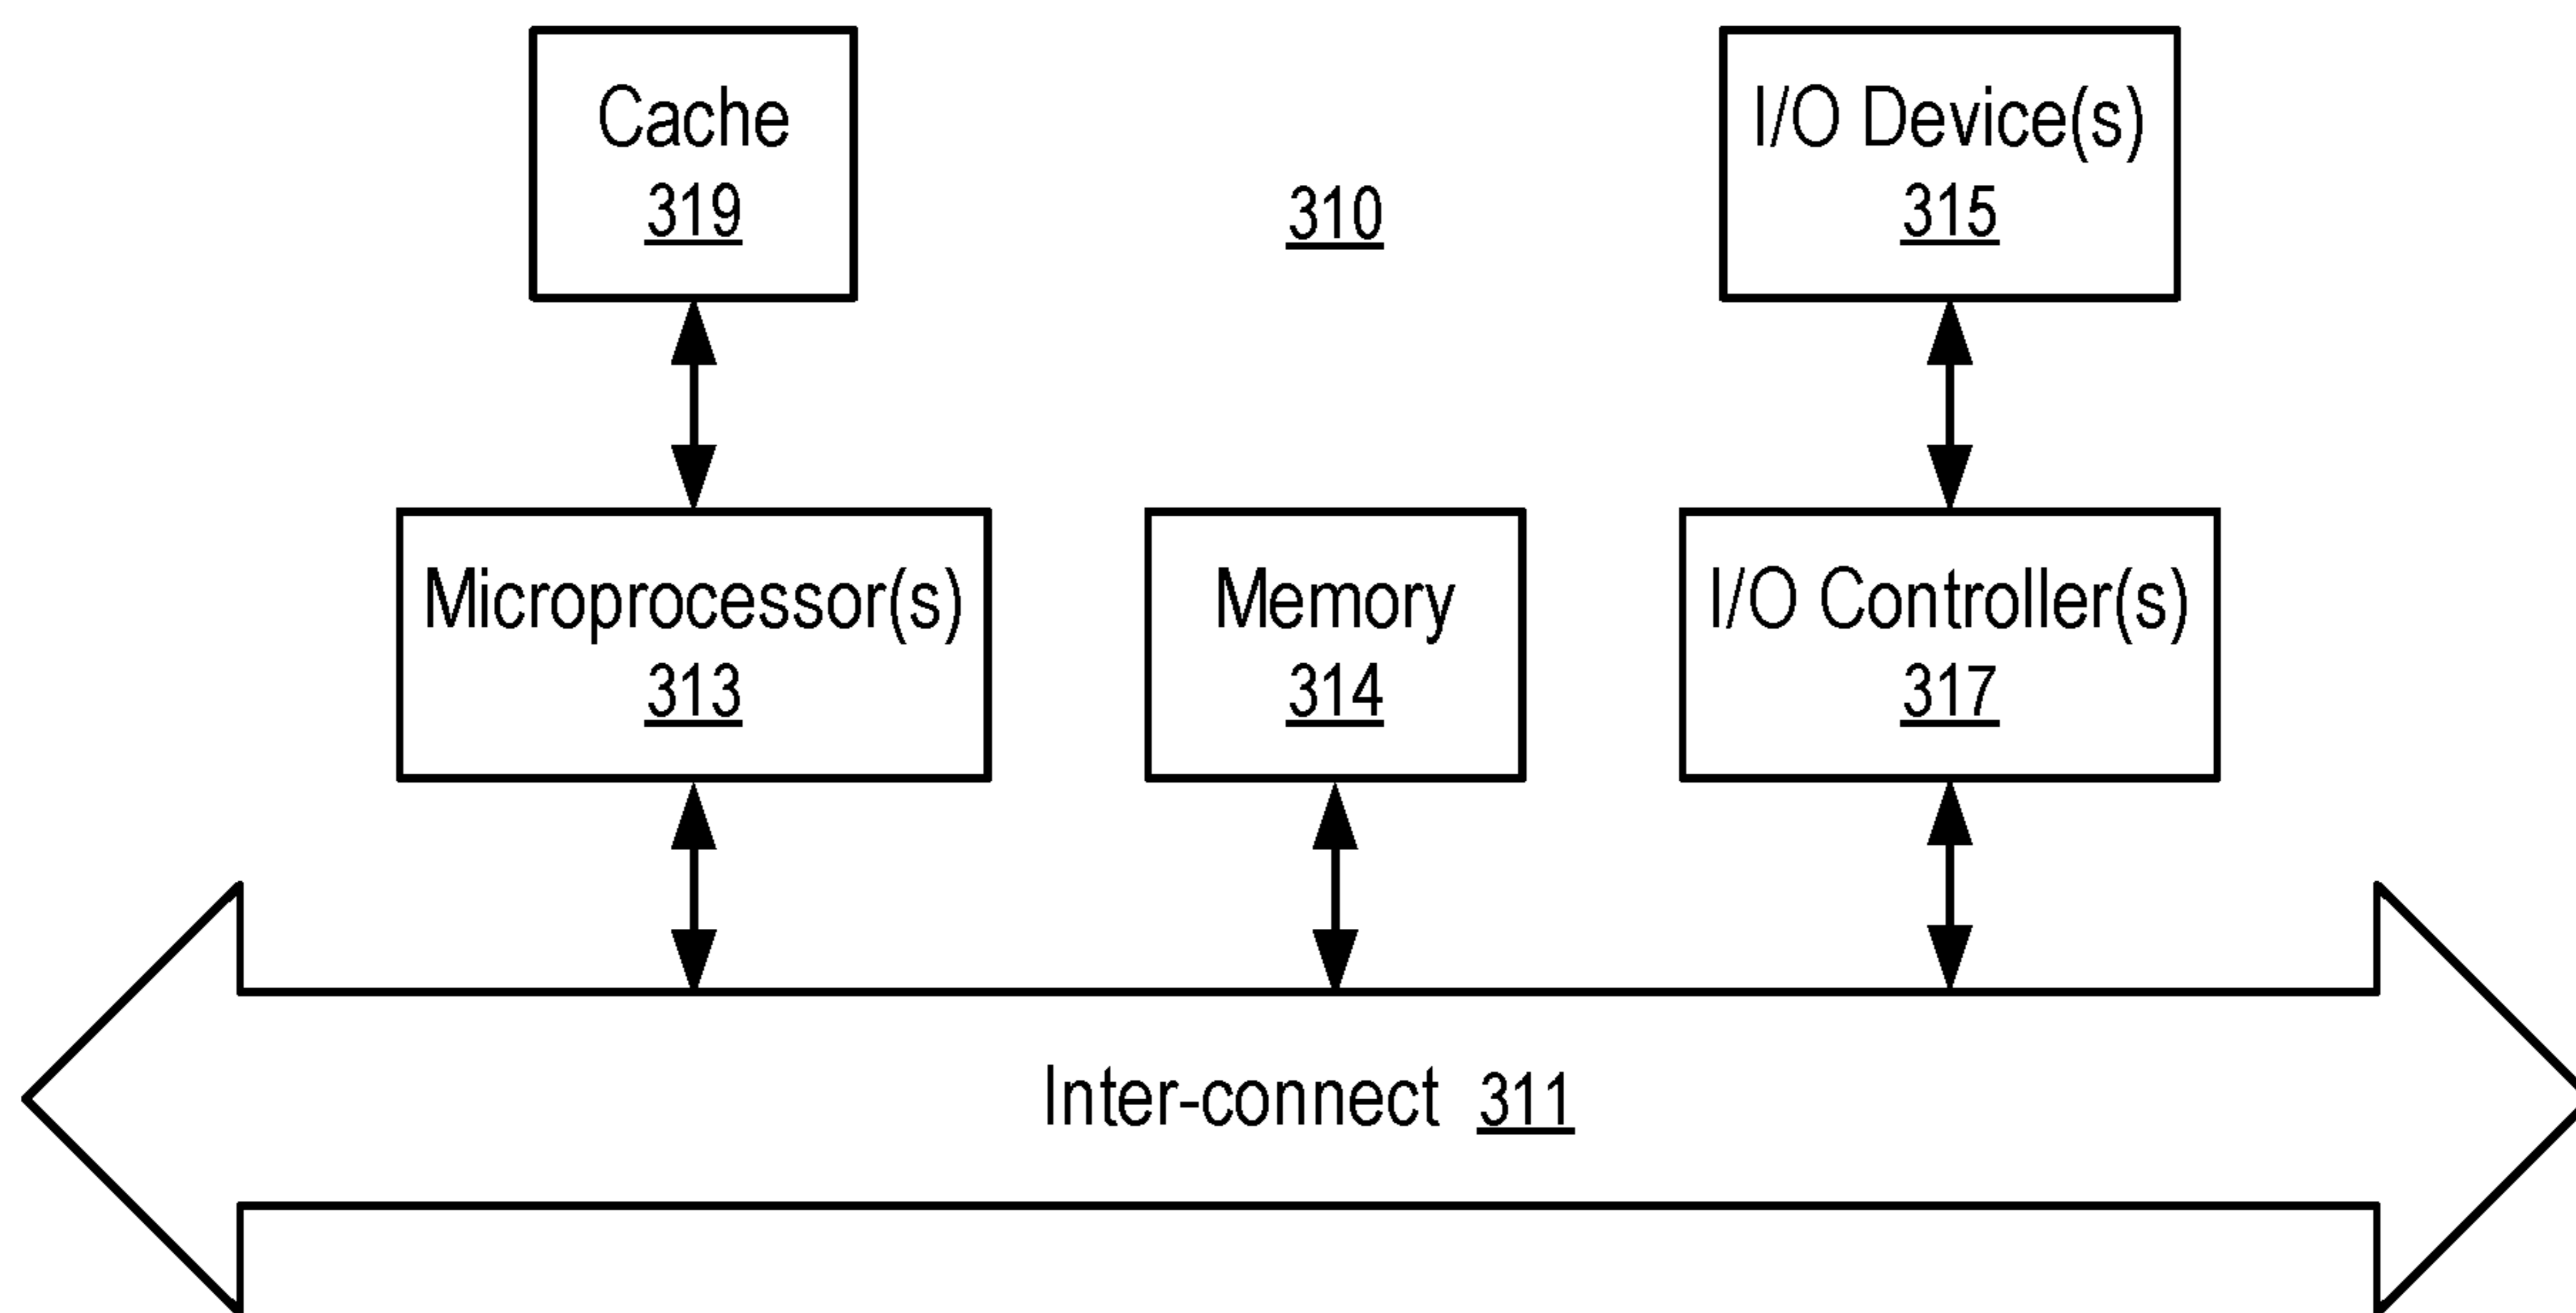 Cache
319
310
I/O Device(s)
315
Microprocessor(s)
313
Memory
314
I/O Controller(s)
317
Inter-connect 311